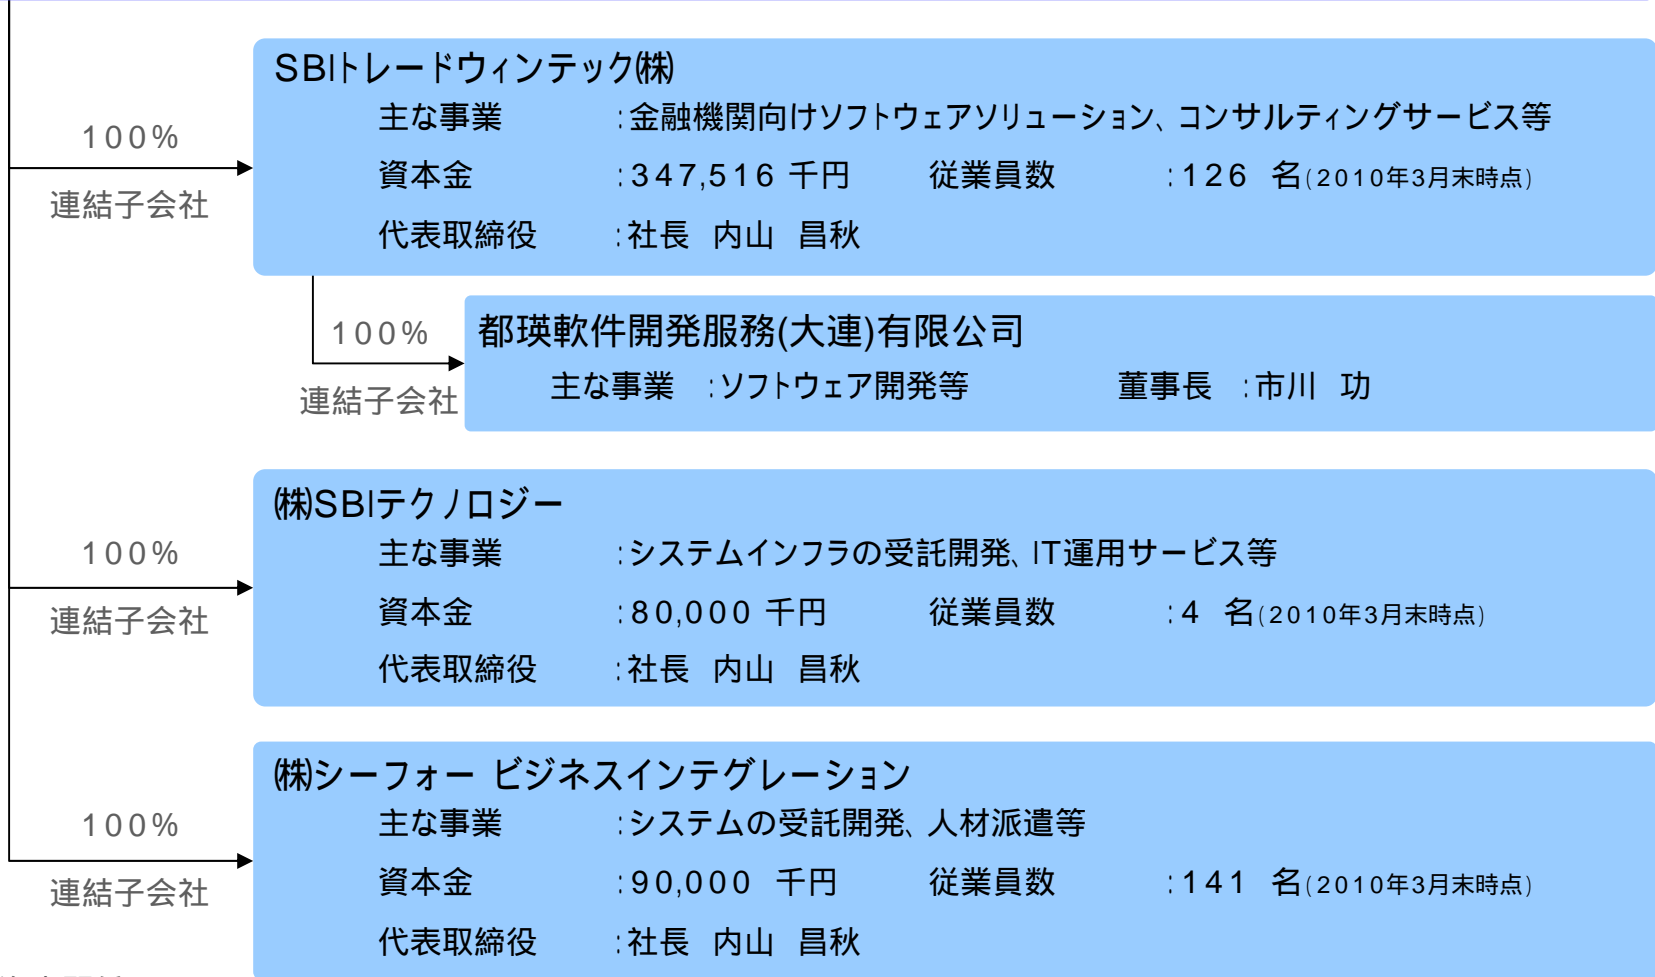 SBIトレードウィンテック㈱
主な事業 :金融機関向けソフトウェアソリューション、コンサルティングサービス等
100%
資本金 :347,516 千円 従業員数 :126 名(2010年3月末時点)
連結子会社
代表取締役 :社長 内山 昌秋
100%
都瑛軟件開発服務(大連)有限公司
連結子会社
主な事業 :ソフトウェア開発等 董事長 :市川 功
㈱SBIテクノロジー
100%
主な事業 :システムインフラの受託開発、IT運用サービス等
連結子会社
資本金 :80,000 千円 従業員数 :4 名(2010年3月末時点)
代表取締役 :社長 内山 昌秋
㈱シーフォー ビジネスインテグレーション
100%
主な事業 :システムの受託開発、人材派遣等
連結子会社
資本金 :90,000 千円 従業員数 :141 名(2010年3月末時点)
代表取締役 :社長 内山 昌秋